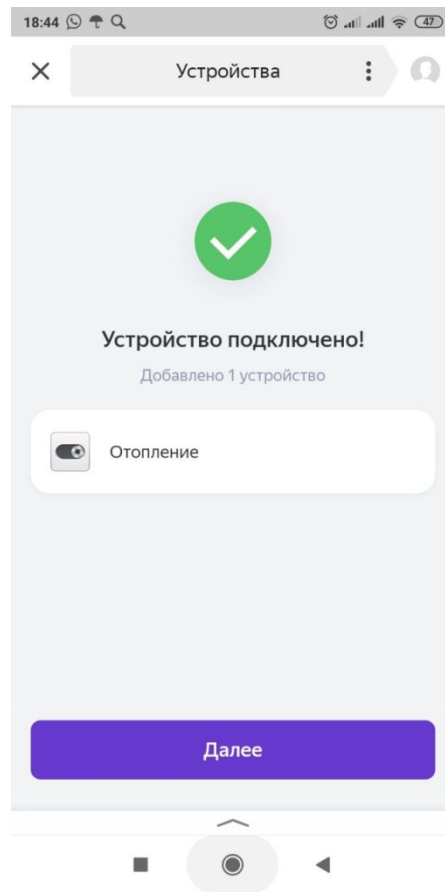 18:44
47
Устройства
Устройство подключено!
Добавлено 1 устройство
Отопление
Далее